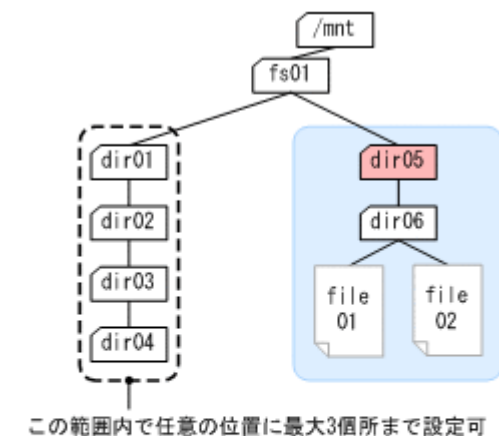 /mnt
fs01
dir01
dir05
dir02
dir06
dir03
file
01
file
02
dir04
この範囲内で任意の位置に最大3個所まで設定可